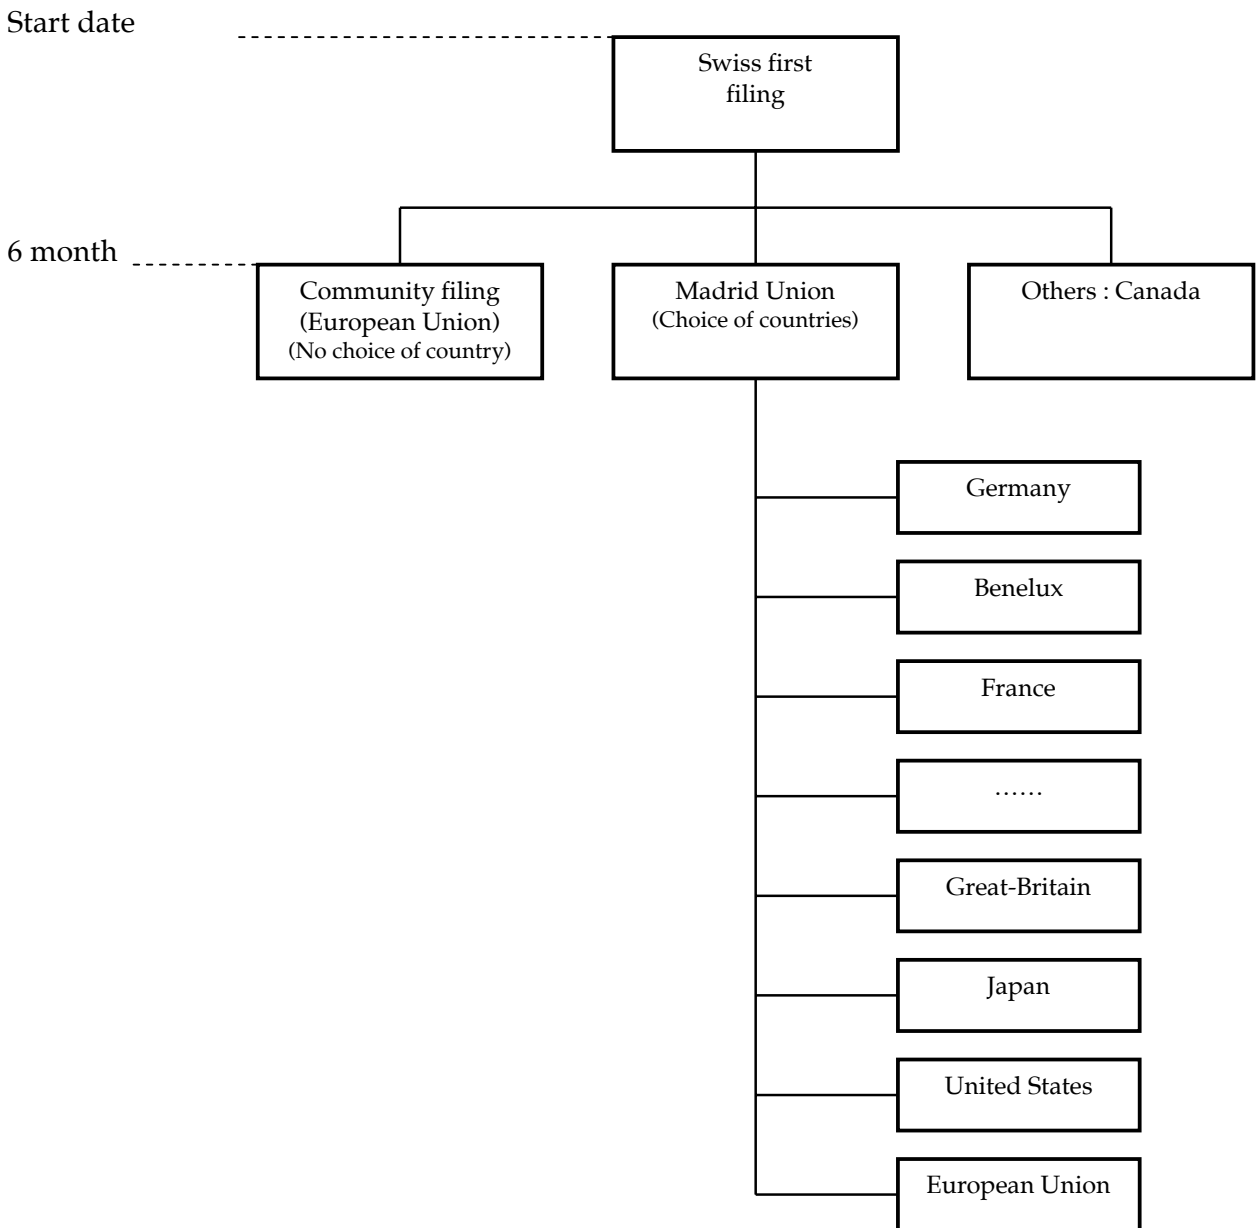 Start date
Swiss first
filing
6 month
Community filing
(European Union)
(No choice of country)
Madrid Union
(Choice of countries)
Others : Canada
Germany
Benelux
France
……
Great-Britain
Japan
United States
European Union